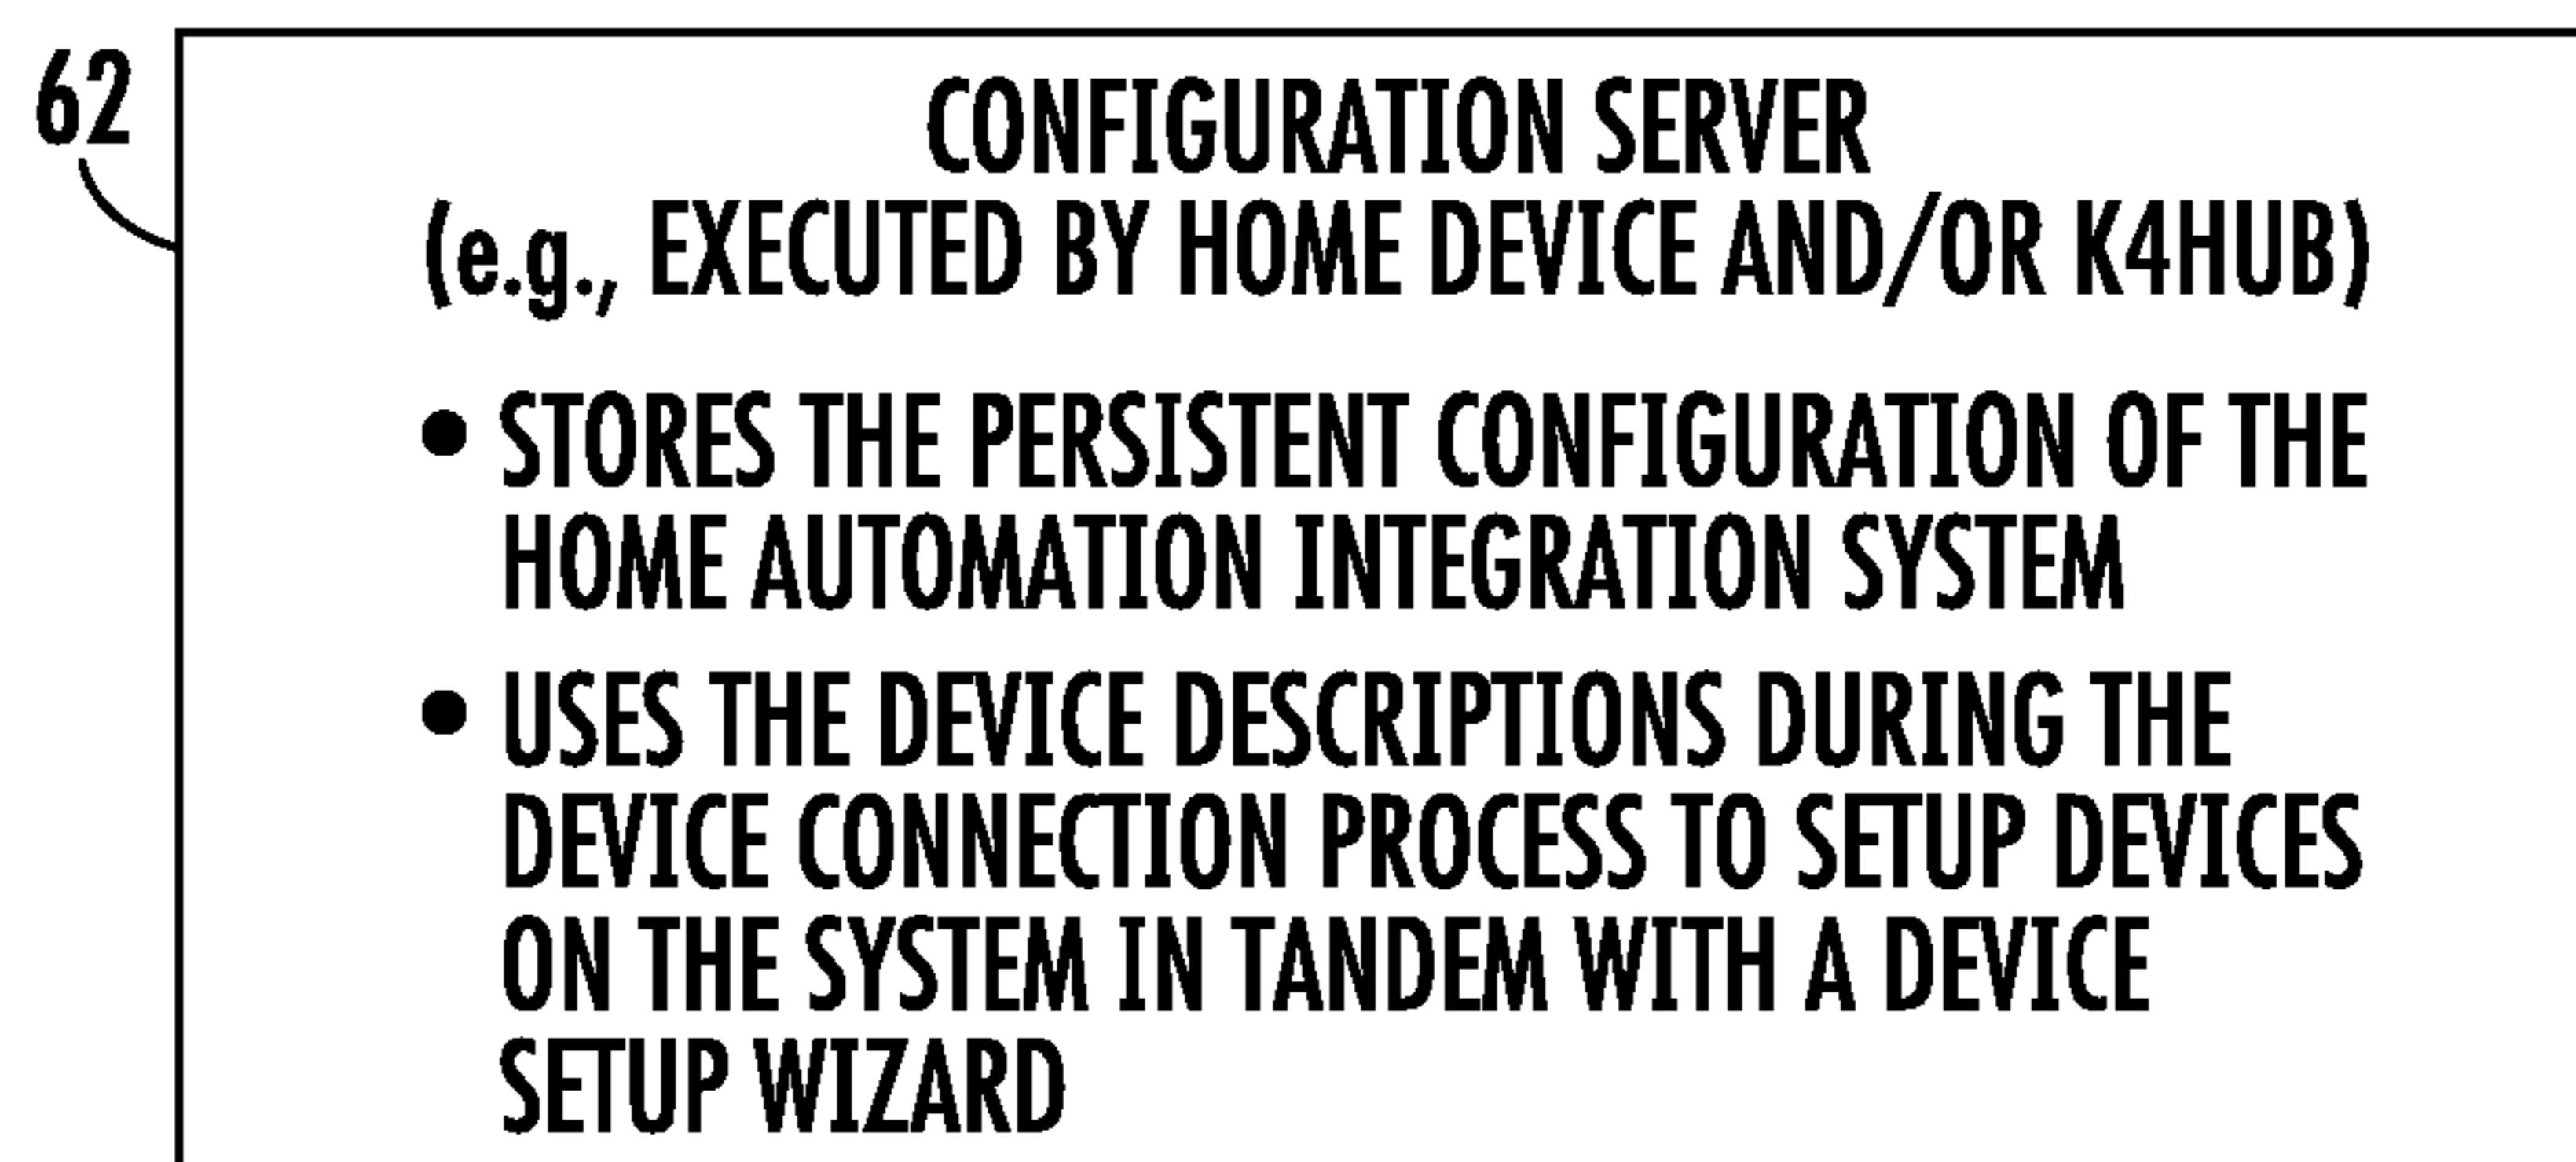 62
CONFIGURATION SERVER
(e.g., EXECUTED BY HOME DEVICE AND/OR K4HUB)
• STORES THE PERSISTENT CONFIGURATION OF THE
HOME AUTOMATION INTEGRATION SYSTEM
• USES THE DEVICE DESCRIPTIONS DURING THE
DEVICE CONNECTION PROCESS TO SETUP DEVICES
ON THE SYSTEM IN TANDEM WITH A DEVICE
SETUP WIZARD